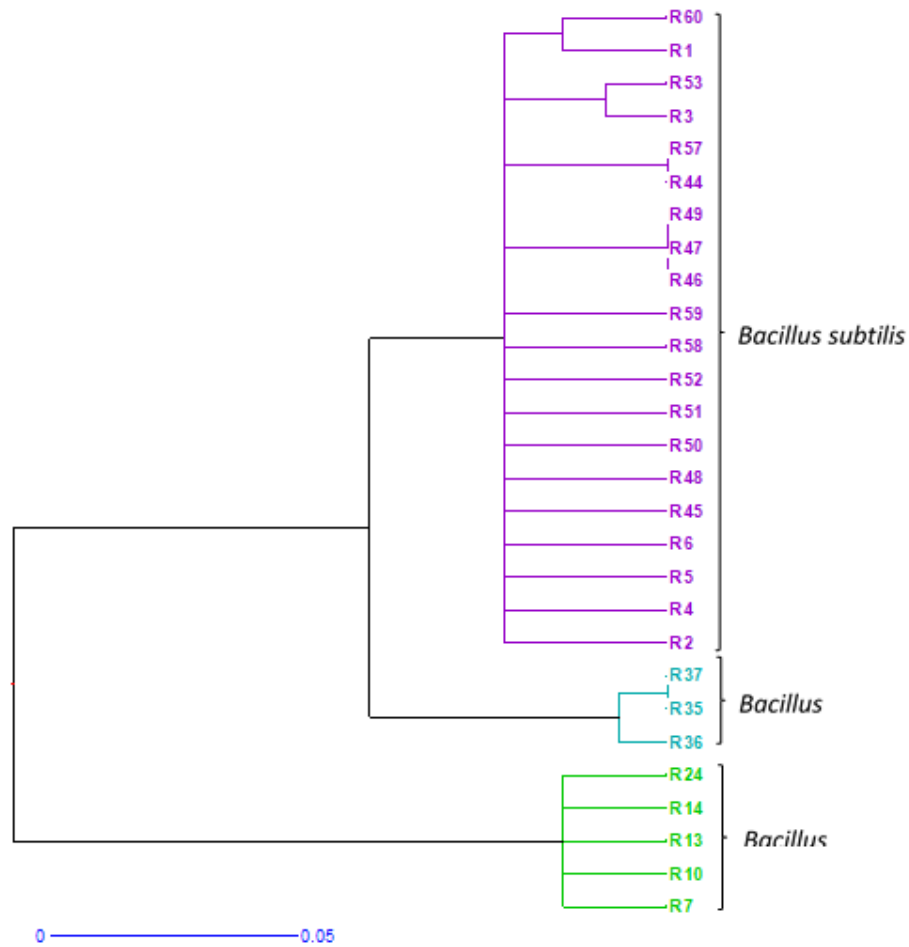 R60
R1
R53
R3
R57
R44
R49
R47
R46
R59
R58
Bacillus subtilis
R52
R51
R50
R48
R45
R6
R5
R4
R2
R37
Bacillus
R35
R36
R24
R14
R13
Bacillus
R10
R7
0 0.05